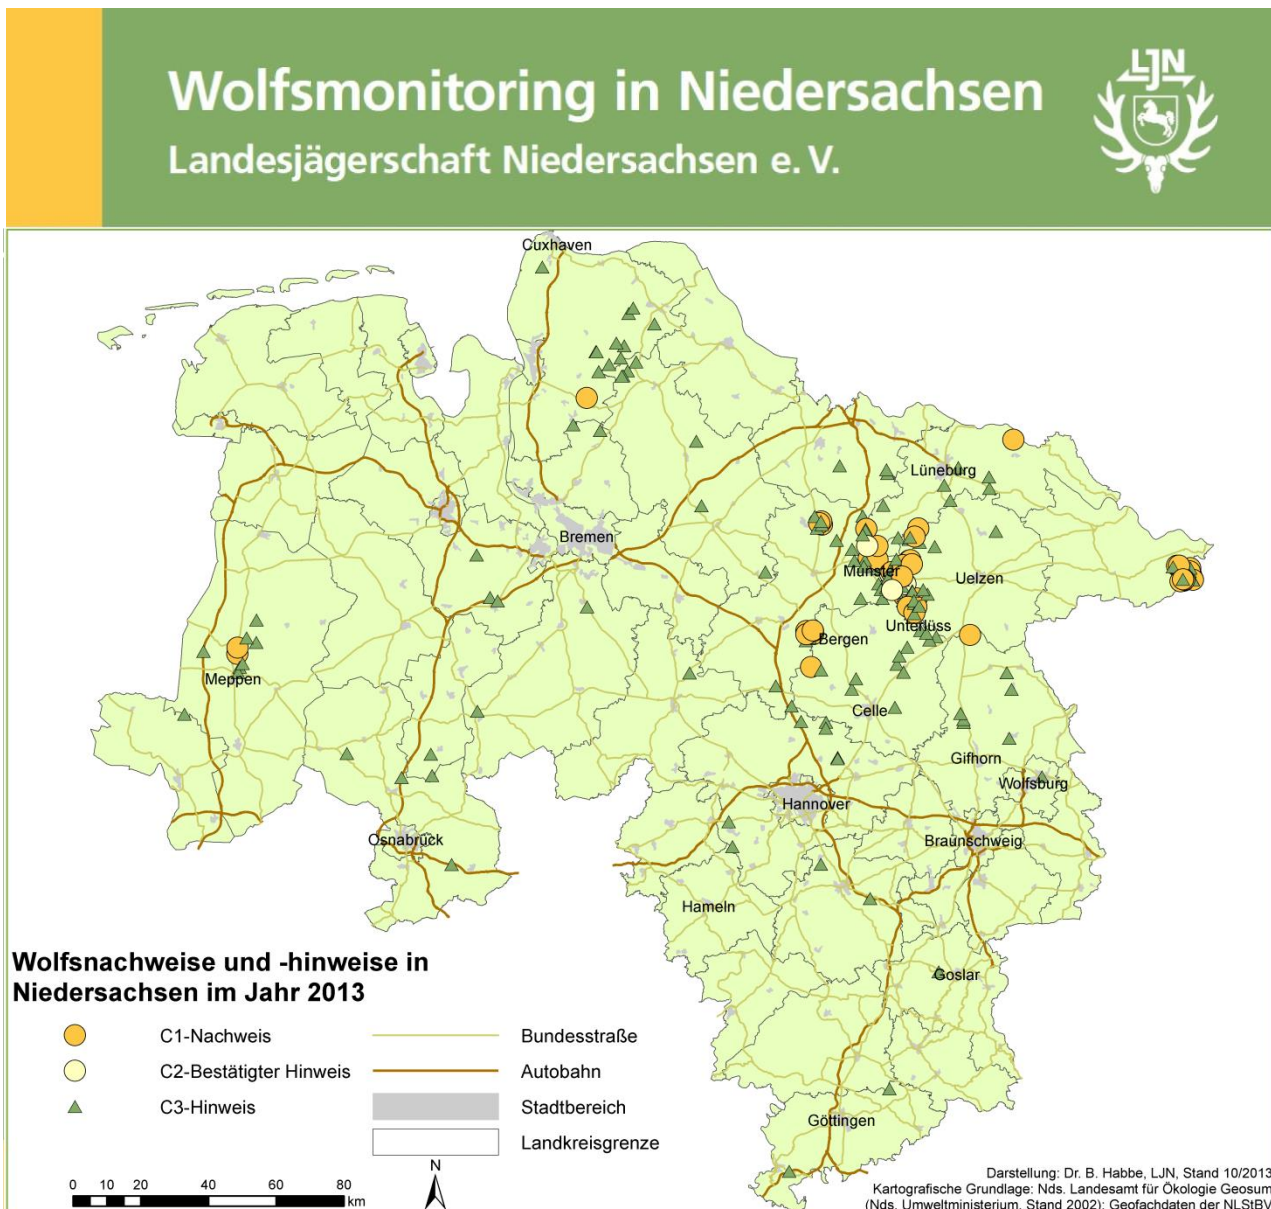 Wolfsmonitoring in Niedersachsen
Landesjägerschaft Niedersachsen e. V.
LJN
Cuxhaven
Lüneburg
Bremen
Munster
Uelzen
Unterlüss
Bergen
Meppen
Celle
Gifhorn
Wolfsburg
Hannover
Osnabrück
Braunschweig
Hameln
Goslar
Göttingen
Wolfsnachweise und -hinweise in
Niedersachsen im Jahr 2013
C1-Nachweis
C2-Bestätigter Hinweis
C3-Hinweis
Bundesstraße
Autobahn
Stadtbereich
Landkreisgrenze
N
0 10 20 40 60 80
km
Darstellung: Dr. B. Habbe, LJN, Stand 10/2013
Kartografische Grundlage: Nds. Landesamt für Ökologie Geosum
(Nds. Umweltministerium, Stand 2002); Geofachdaten der NLStBV